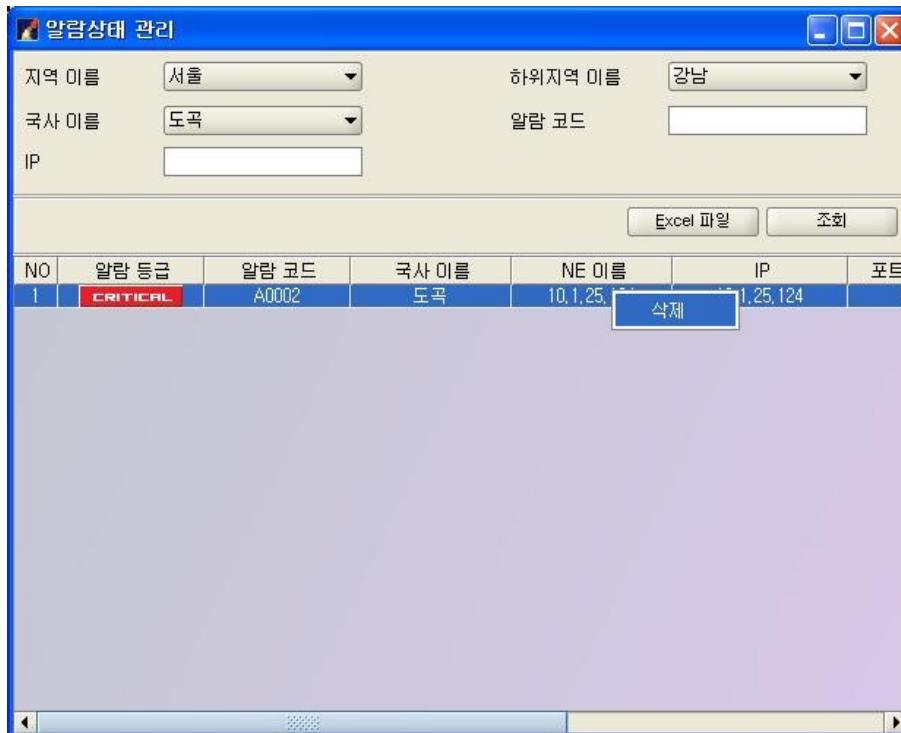 알람상태 관리
지역 이름 서울 하위지역 이름 강남
국사 이름 도곡 알람 코드
IP
Excel 파일 조회
NO 알람 등급 알람 코드 국사 이름 NE 이름 IP 포트
1 CRITICAL A0002 도곡 10,1,25, 1,25,124
삭제